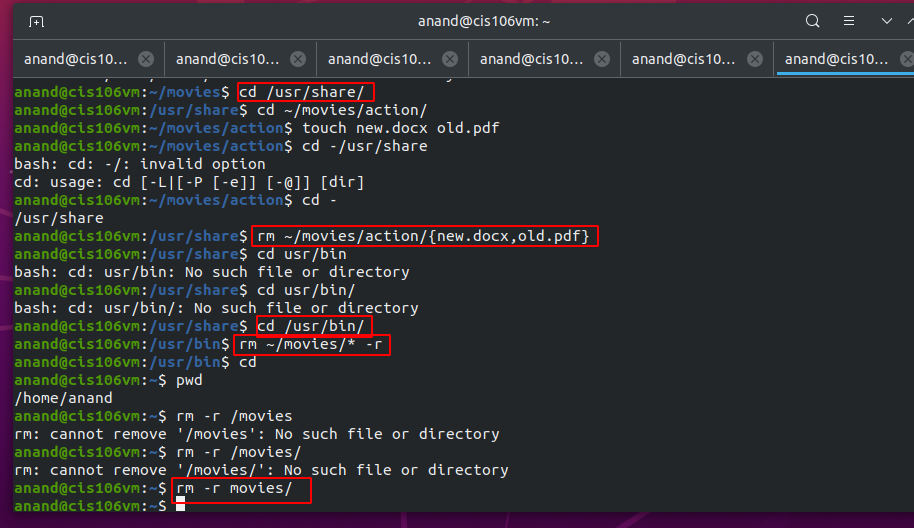 anand@cis106vm: ~
anand@cis10... anand@cis10... anand@cis10... anand@cis10... anand@cis10... anand@cis10...
anand@cis106vm:~/movies$ cd /usr/share/
anand@cis106vm:/usr/share$ cd ~/movies/action/
anand@cis106vm:~/movies/action$ touch new.docx old.pdf
anand@cis106vm:~/movies/action$ cd -/usr/share
bash: cd: -/: invalid option
cd: usage: cd [-L|[-P [-e]] [-@]] [dir]
anand@cis106vm:~/movies/action$ cd -
/usr/share
anand@cis106vm:/usr/share$ rm ~/movies/action/{new.docx,old.pdf}
anand@cis106vm:/usr/share$ cd usr/bin
bash: cd: usr/bin: No such file or directory
anand@cis106vm:/usr/share$ cd usr/bin/
bash: cd: usr/bin/: No such file or directory
anand@cis106vm:/usr/share$ cd /usr/bin/
anand@cis106vm:/usr/bin$ rm ~/movies/* -r
anand@cis106vm:/usr/bin$ cd
anand@cis106vm:~$ pwd
/home/anand
anand@cis106vm:~$ rm -r /movies
rm: cannot remove '/movies': No such file or directory
anand@cis106vm:~$ rm -r /movies/
rm: cannot remove '/movies/': No such file or directory
anand@cis106vm:~$ rm -r movies/
anand@cis106vm:~$